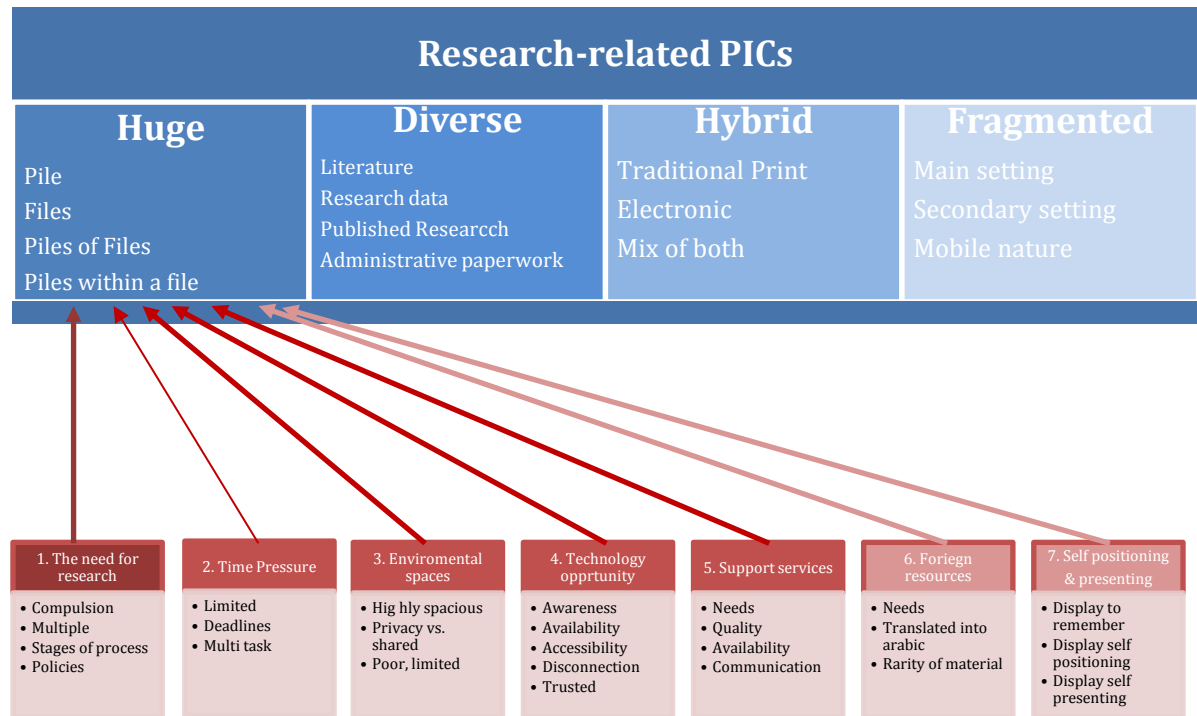 Research-related PICs
Huge
Pile
Files
Piles of Files
Piles within a file
Diverse
Literature
Research data
Published Researcch
Administrative paperwork
Hybrid
Traditional Print
Electronic
Mix of both
Fragmented
Main setting
Secondary setting
Mobile nature
1. The need for
research
• Compulsion
• Multiple
• Stages of process
• Policies
2. Time Pressure
• Limited
• Deadlines
• Multi task
3. Enviromental
spaces
• Hig hly spacious
• Privacy vs.
shared
• Poor, limited
4. Technology
opprtunity
• Awareness
• Availability
• Accessibility
• Disconnection
• Trusted
5. Support services
• Needs
• Quality
• Availability
• Communication
6. Foriegn
resources
• Needs
• Translated into
arabic
• Rarity of material
7. Self positioning
& presenting
• Display to
remember
• Display self
positioning
• Display self
presenting